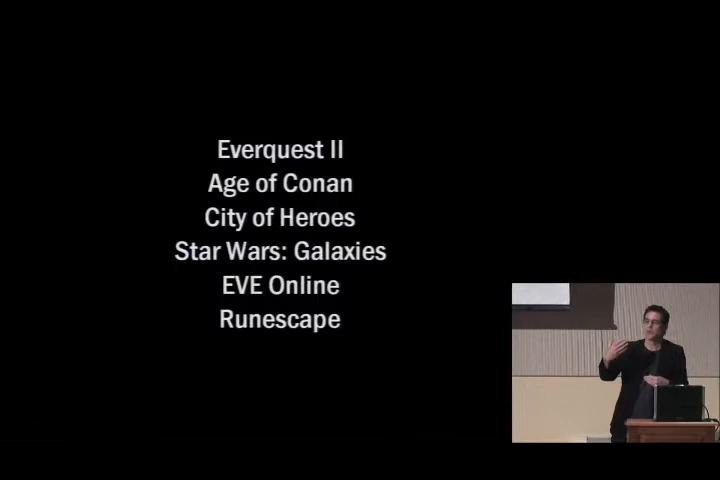 Everquest II
Age of Conan
City of Heroes
Star Wars: Galaxies
EVE Online
Runescape